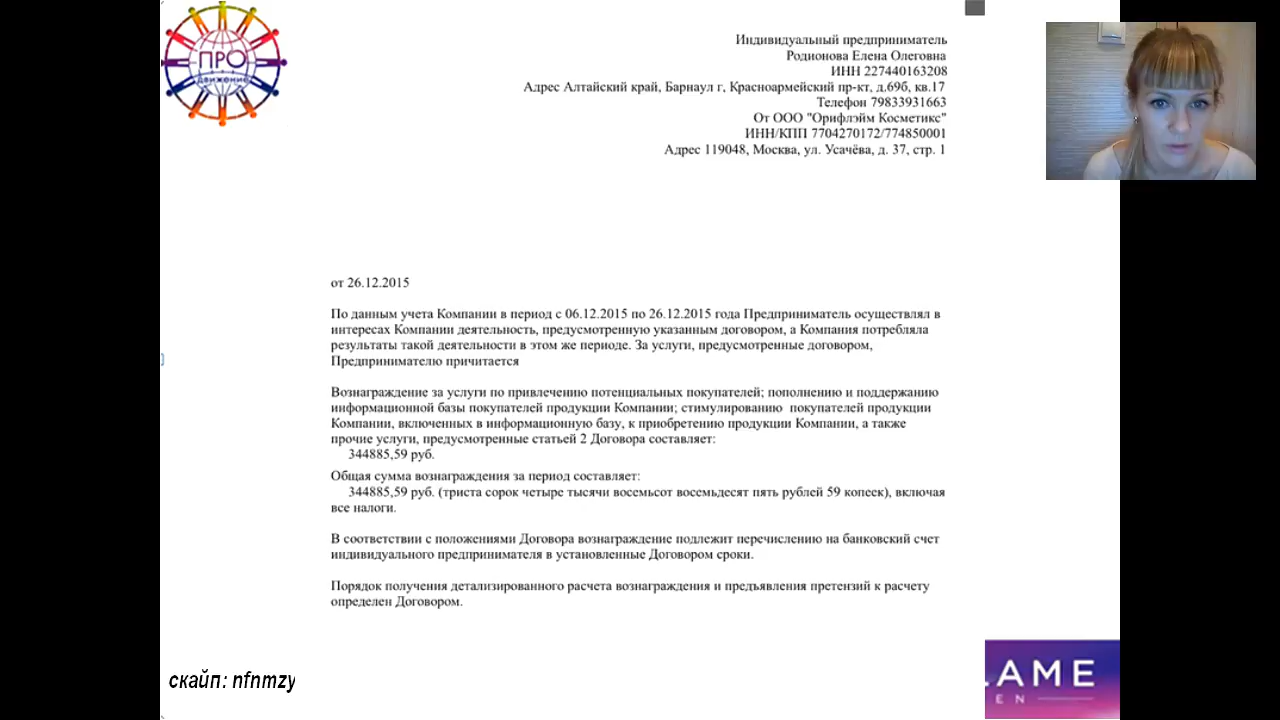 ПРО
движение
Индивидуальный предприниматель
Родионова Елена Олеговна
ИНН 227440163208
Адрес Алтайский край, Барнаул г, Красноармейский пр-кт, д.69б, кв.17
Телефон 79833931663
От ООО "Орифлэйм Косметикс"
ИНН/КПП 7704270172/774850001
Адрес 119048, Москва, ул. Усачёва, д. 37, стр. 1
от 26.12.2015
По данным учета Компании в период с 06.12.2015 по 26.12.2015 года Предприниматель осуществлял в
интересах Компании деятельность, предусмотренную указанным договором, а Компания потребляла
результаты такой деятельности в этом же периоде. За услуги, предусмотренные договором,
Предпринимателю причитается
Вознаграждение за услуги по привлечению потенциальных покупателей; пополнению и поддержанию
информационной базы покупателей продукции Компании; стимулированию покупателей продукции
Компании, включенных в информационную базу, к приобретению продукции Компании, а также
прочие услуги, предусмотренные статьей 2 Договора составляет:
344885,59 руб.
Общая сумма вознаграждения за период составляет:
344885,59 руб. (триста сорок четыре тысячи восемьсот восемьдесят пять рублей 59 копеек), включая
все налоги.
В соответствии с положениями Договора вознаграждение подлежит перечислению на банковский счет
индивидуального предпринимателя в установленные Договором сроки.
Порядок получения детализированного расчета вознаграждения и предъявления претензий к расчету
определен Договором.
скайп: nfnmzy
LAME
EN